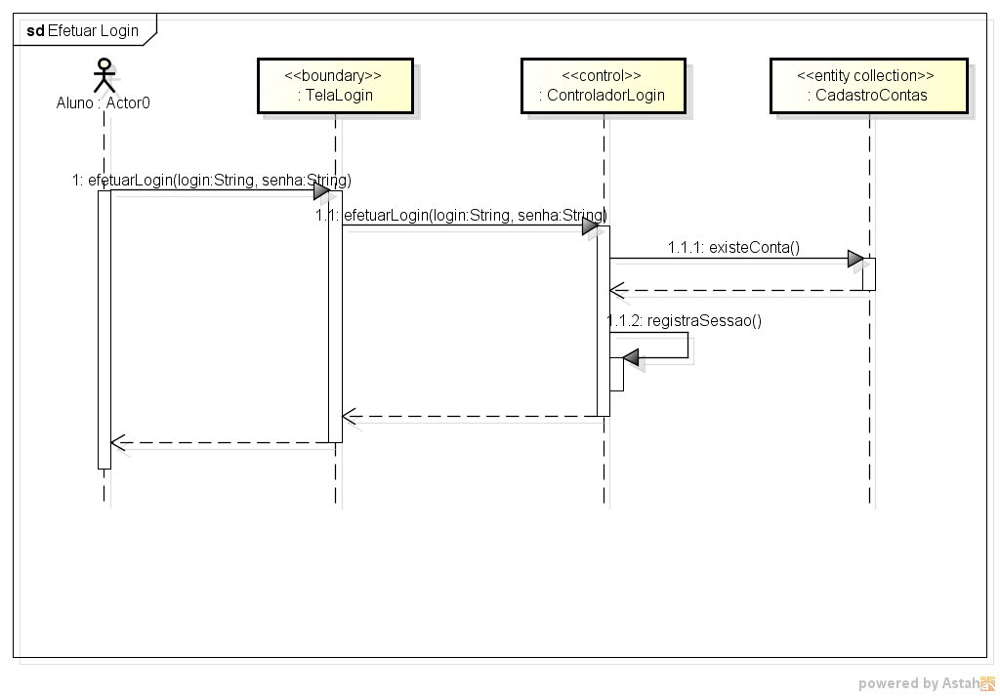 sd Efetuar Login
Aluno : Actor0
<<boundary>>
: TelaLogin
<<control>>
: ControladorLogin
<<entity collection>>
: CadastroContas
1: efetuarLogin(login:String, senha:String)
1.1: efetuarLogin(login:String, senha:String)
1.1.1: existeConta()
1.1.2: registraSessao()
powered by Astah